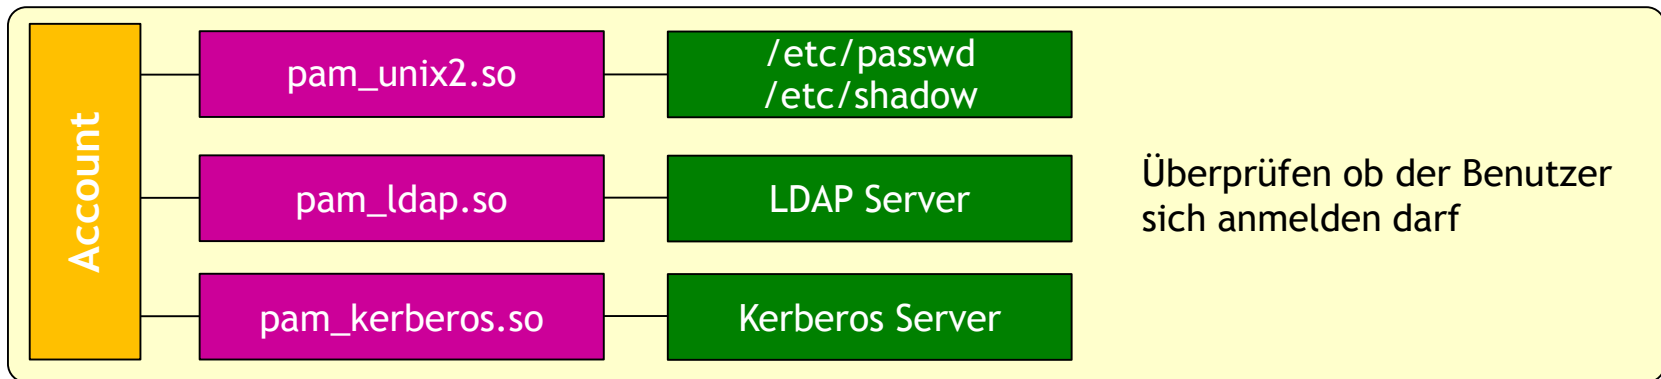 Account
pam_unix2.so
/etc/passwd
/etc/shadow
pam_ldap.so
LDAP Server
Überprüfen ob der Benutzer
sich anmelden darf
pam_kerberos.so
Kerberos Server